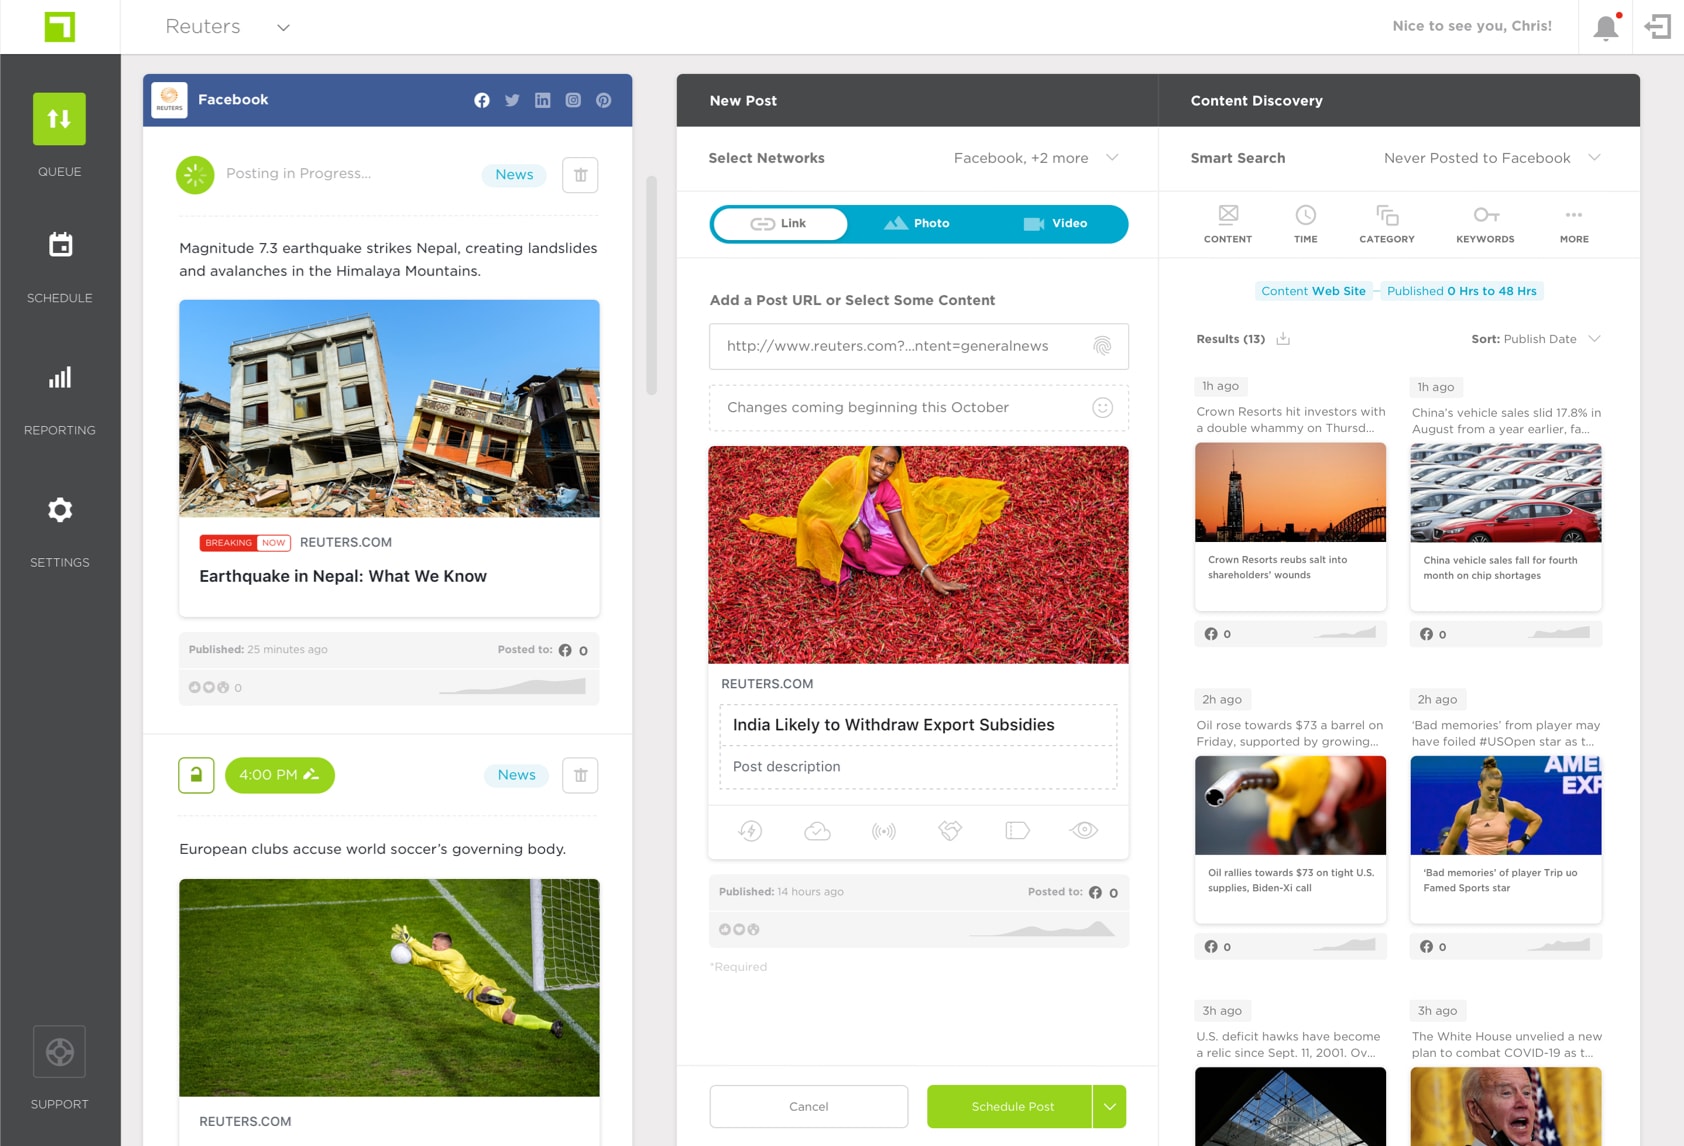 Reuters
Nice to see you, Chris!
QUEUE
SCHEDULE
REPORTING
SETTINGS
SUPPORT
REUTERS
Facebook
Posting in Progress...
News
Magnitude 7.3 earthquake strikes Nepal, creating landslides
and avalanches in the Himalaya Mountains.
BREAKING NOW REUTERS.COM
Earthquake in Nepal: What We Know
Published: 25 minutes ago
Posted to: 0
0
4:00 PM
News
European clubs accuse world soccer’s governing body.
REUTERS.COM
New Post
Select Networks
Facebook, +2 more
Link
Photo
Video
Add a Post URL or Select Some Content
http://www.reuters.com?...ntent=generalnews
Changes coming beginning this October
REUTERS.COM
India Likely to Withdraw Export Subsidies
Post description
Published: 14 hours ago
Posted to: 0
*Required
Cancel
Schedule Post
Content Discovery
Smart Search
Never Posted to Facebook
CONTENT
TIME
CATEGORY
KEYWORDS
MORE
Content Web Site
Published 0 Hrs to 48 Hrs
Results (13)
Sort: Publish Date
1h ago
Crown Resorts hit investors with
a double whammy on Thursd...
Crown Resorts reubs salt into
shareholders’ wounds
0
1h ago
China’s vehicle sales slid 17.8% in
August from a year earlier, fa...
China vehicle sales fall for fourth
month on chip shortages
0
2h ago
Oil rose towards $73 a barrel on
Friday, supported by growing...
Oil rallies towards $73 on tight U.S.
supplies, Biden-Xi call
0
2h ago
‘Bad memories’ from player may
have foiled #USOpen star as t...
AME
EXP
‘Bad memories’ of player Trip uo
Famed Sports star
0
3h ago
U.S. deficit hawks have become
a relic since Sept. 11, 2001. Ov...
3h ago
The White House unvelied a new
plan to combat COVID-19 as t...